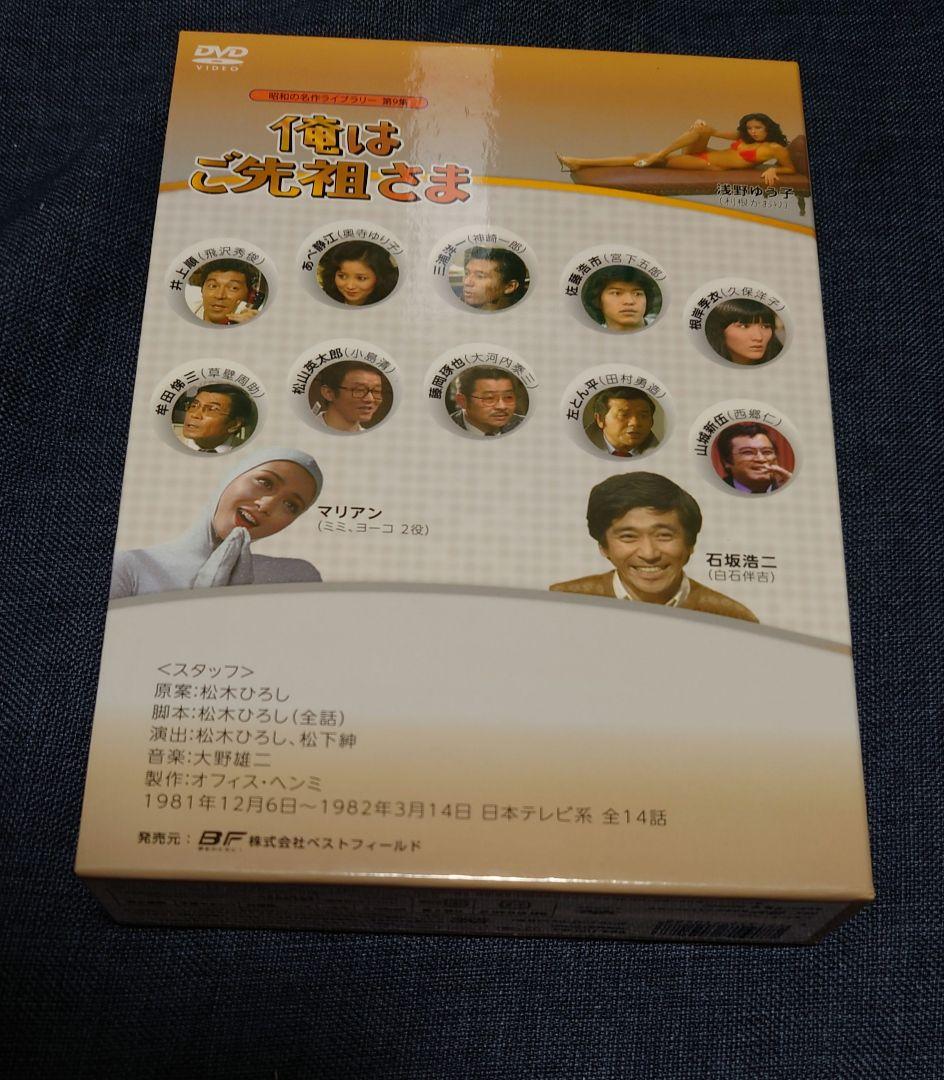 DVD
VIDEO
昭和の名作ライブラリー 第9集
俺は
ご先祖さま
浅野ゆう子
(利根かおり)
井上順(飛沢秀俊)
あべ静江(奥寺ゆり子)
三浦洋一(神崎一郎)
佐藤浩市(宮下五郎)
根岸季衣(久保洋子)
牟田悌三(草壁周助)
松山英太郎(小島清)
藤岡琢也(大河内泰三)
左とん平(田村勇造)
山城新伍(西郷仁)
マリアン
(ミミ、ヨーコ 2役)
石坂浩二
(白石伴吉)
<スタッフ>
原案:松木ひろし
脚本:松木ひろし(全話)
演出:松木ひろし、松下紳
音楽:大野雄二
製作:オフィス・ヘンミ
1981年12月6日～1982年3月14日 日本テレビ系 全14話
発売元: BF 株式会社ベストフィールド